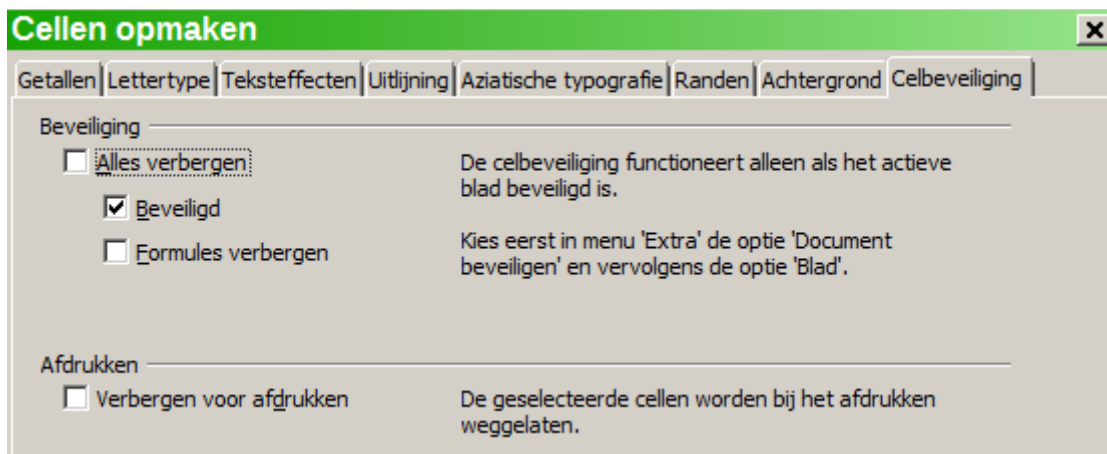 Cellen opmaken
Getallen Lettertype Teksteffecten Uitlijning Aziatische typografie Randen Achtergrond Celbeveiliging
Beveiliging
Alles verbergen
De celbeveiliging functioneert alleen als het actieve
blad beveiligd is.
Beveiligd
Formules verbergen
Kies eerst in menu 'Extra' de optie 'Document
beveiligen' en vervolgens de optie 'Blad'.
Afdrukken
Verbergen voor afdrukken
De geselecteerde cellen worden bij het afdrukken
weggelaten.